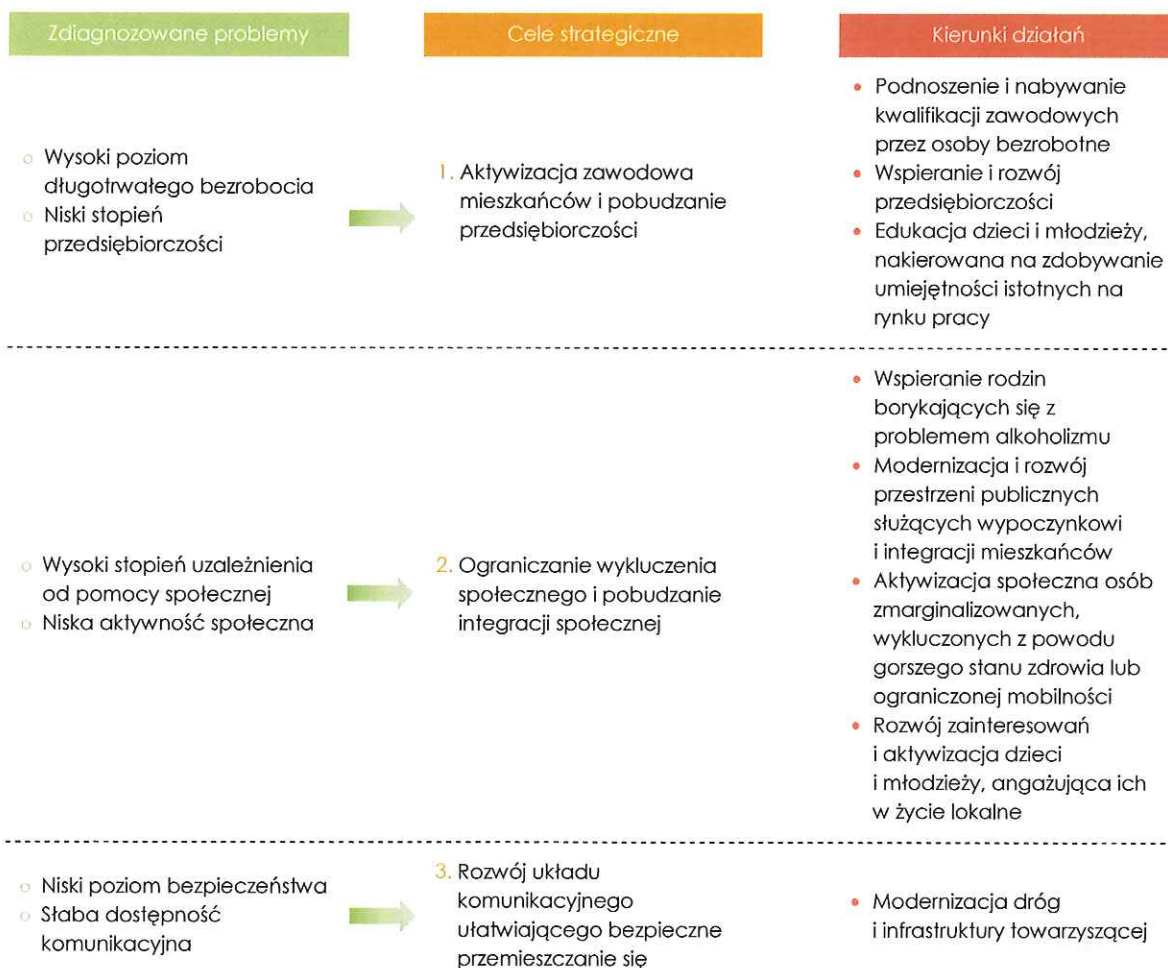 Zdiagnozowane problemy
Cele strategiczne
Kierunki działań
○ Wysoki poziom
długotrwałego bezrobocia
○ Niski stopień
przedsiębiorczości
1. Aktywizacja zawodowa
mieszkańców i pobudzanie
przedsiębiorczości
• Podnoszenie i nabywanie
kwalifikacji zawodowych
przez osoby bezrobotne
• Wspieranie i rozwój
przedsiębiorczości
• Edukacja dzieci i młodzieży,
nakierowana na zdobywanie
umiejętności istotnych na
rynku pracy
○ Wysoki stopień uzależnienia
od pomocy społecznej
○ Niska aktywność społeczna
2. Ograniczanie wykluczenia
społecznego i pobudzanie
integracji społecznej
• Wspieranie rodzin
borykających się z
problemem alkoholizmu
• Modernizacja i rozwój
przestrzeni publicznych
służących wypoczynkowi
i integracji mieszkańców
• Aktywizacja społeczna osób
zmarginalizowanych,
wykluczonych z powodu
gorszego stanu zdrowia lub
ograniczonej mobilności
• Rozwój zainteresowań
i aktywizacja dzieci
i młodzieży, angażująca ich
w życie lokalne
○ Niski poziom bezpieczeństwa
○ Słaba dostępność
komunikacyjna
3. Rozwój układu
komunikacyjnego
ułatwiającego bezpieczne
przemieszczanie się
• Modernizacja dróg
i infrastruktury towarzyszącej